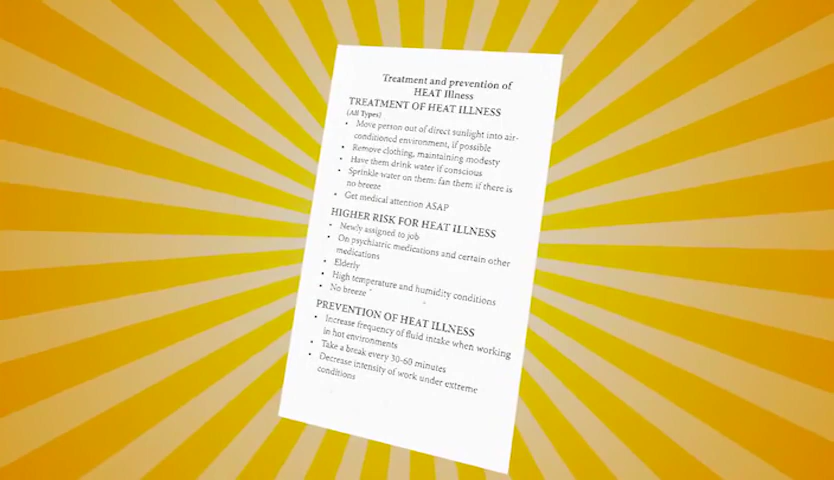 Treatment and prevention of
HEAT Illness
TREATMENT OF HEAT ILLNESS
(All Types)
• Move person out of direct sunlight into air-
conditioned environment, if possible
• Remove clothing, maintaining modesty
• Have them drink water if conscious
• Sprinkle water on them: fan them if there is
no breeze
• Get medical attention ASAP
HIGHER RISK FOR HEAT ILLNESS
• Newly assigned to job
• On psychiatric medications and certain other
medications
• Elderly
• High temperature and humidity conditions
• No breeze
PREVENTION OF HEAT ILLNESS
• Increase frequency of fluid intake when working
in hot environments
• Take a break every 30-60 minutes
• Decrease intensity of work under extreme
conditions